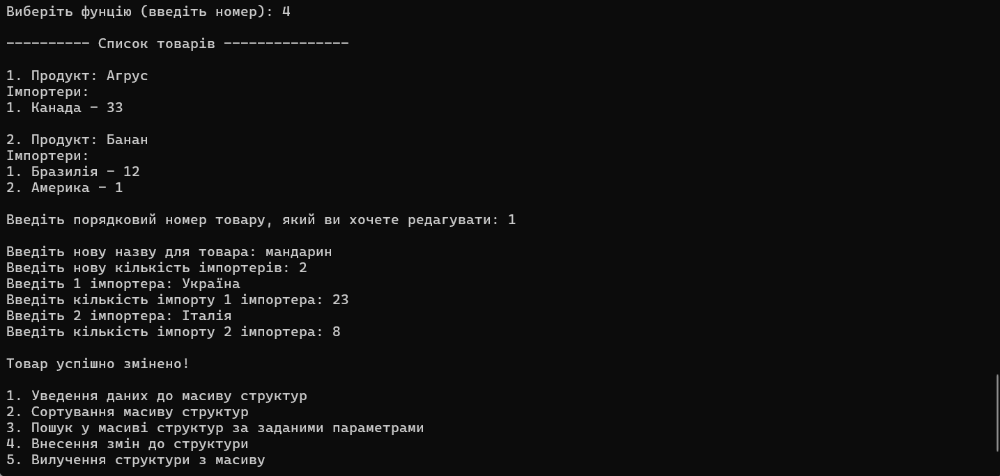 Виберіть фунцію (введіть номер): 4
---------- Список товарів ---------------
1. Продукт: Агрус
Імпортери:
1. Канада - 33
2. Продукт: Банан
Імпортери:
1. Бразилія - 12
2. Америка - 1
Введіть порядковий номер товару, який ви хочете редагувати: 1
Введіть нову назву для товара: мандарин
Введіть нову кількість імпортерів: 2
Введіть 1 імпортера: Україна
Введіть кількість імпорту 1 імпортера: 23
Введіть 2 імпортера: Італія
Введіть кількість імпорту 2 імпортера: 8
Товар успішно змінено!
1. Уведення даних до масиву структур
2. Сортування масиву структур
3. Пошук у масиві структур за заданими параметрами
4. Внесення змін до структури
5. Вилучення структури з масиву